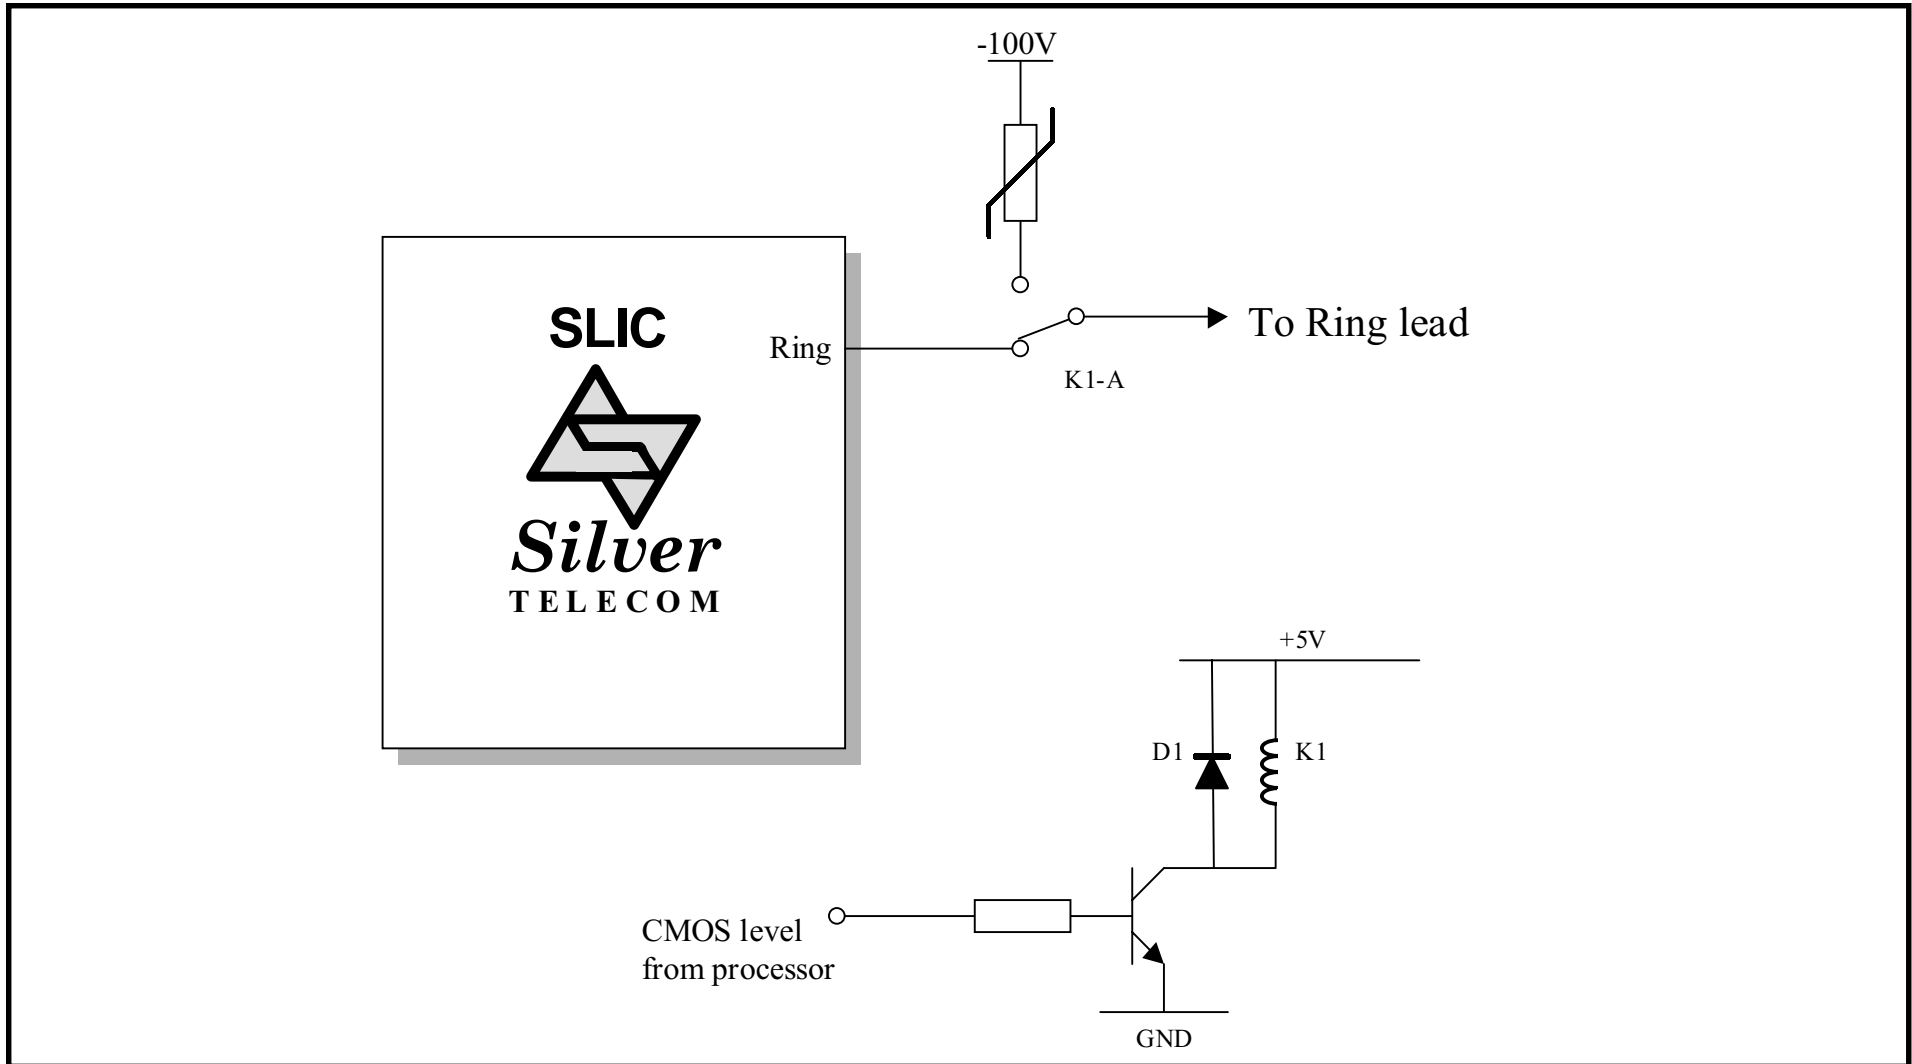 -100V
SLIC
Ring
To Ring lead
K1-A
Silver
TELECOM
+5V
D1
K1
CMOS level
from processor
GND